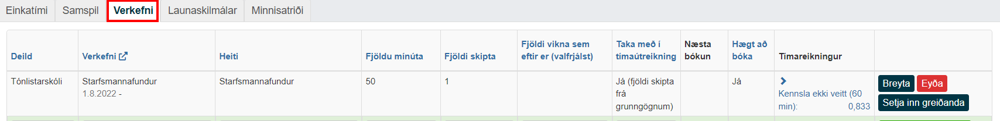 Einkatími Samspil Verkefni Launaskilmálar Minnisatriði
Deild Verkefni Heiti Fjöldu mínúta Fjöldi skipta Fjöldi vikna sem eftir er (valfrjálst) Taka með í tímaútreikning Næsta bókun Hægt að bóka Tímareikningur
Tónlistarskóli Starfsmannafundur Starfsmannafundur 50 1 Já (fjöldi skipta frá grunngögnum) Já
1.8.2022 -
Kennsla ekki veitt (60 min): 0,833
Breyta Eyða
Setja inn greiðanda